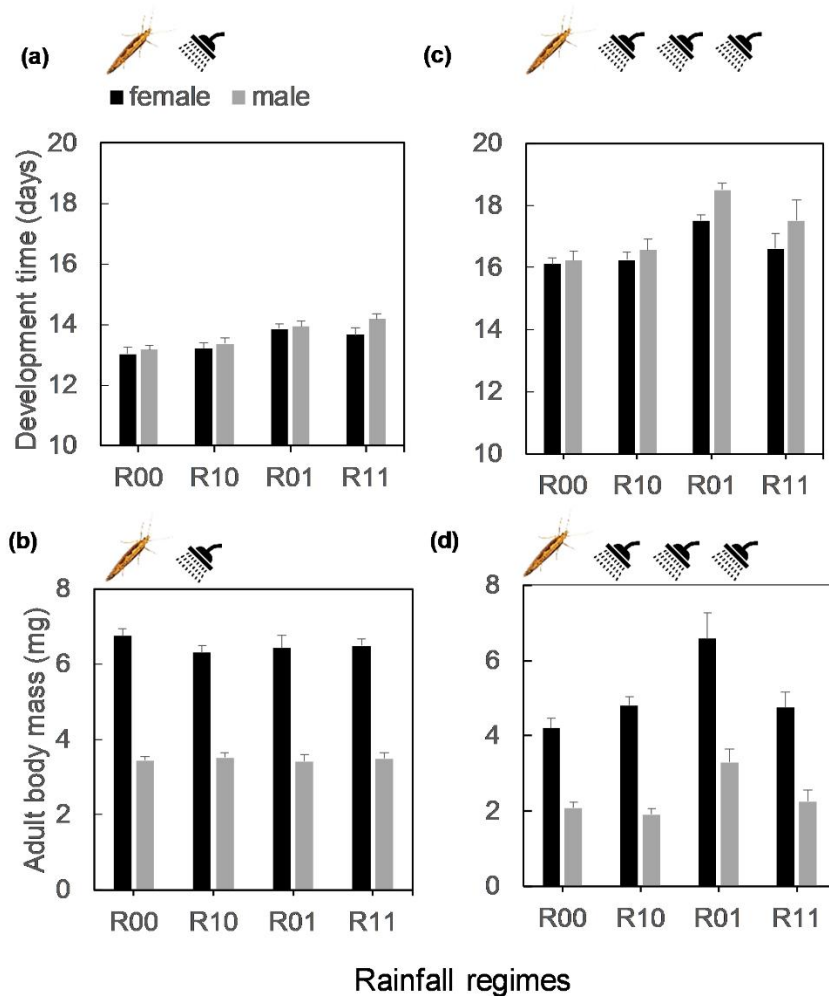 (a)
female male
Development time (days)
20
18
16
14
12
10
R00 R10 R01 R11
(c)
20
18
16
14
12
10
R00 R10 R01 R11
(b)
Adult body mass (mg)
8
6
4
2
0
R00 R10 R01 R11
(d)
8
6
4
2
0
R00 R10 R01 R11
Rainfall regimes